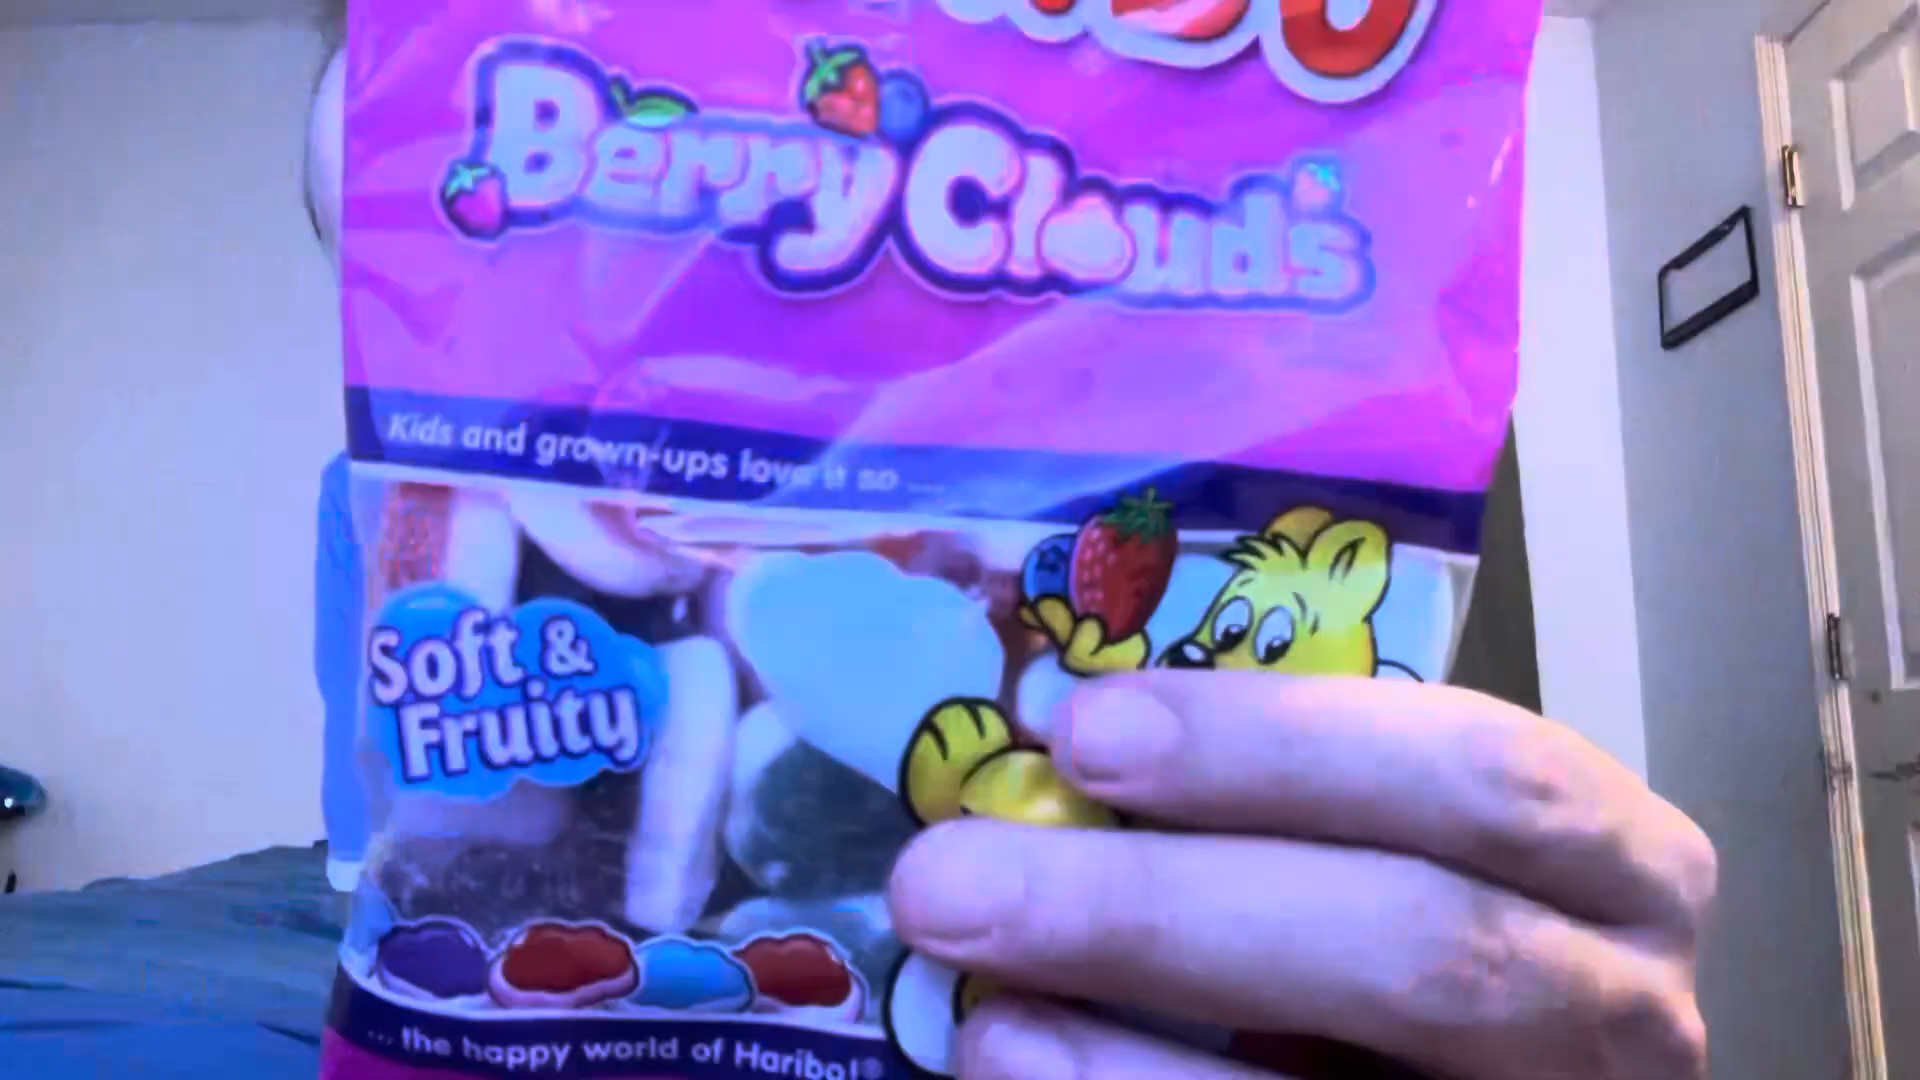 Berry Clouds
Kids and grown-ups love it so ...
Soft &
Fruity
... the happy world of Haribo!®